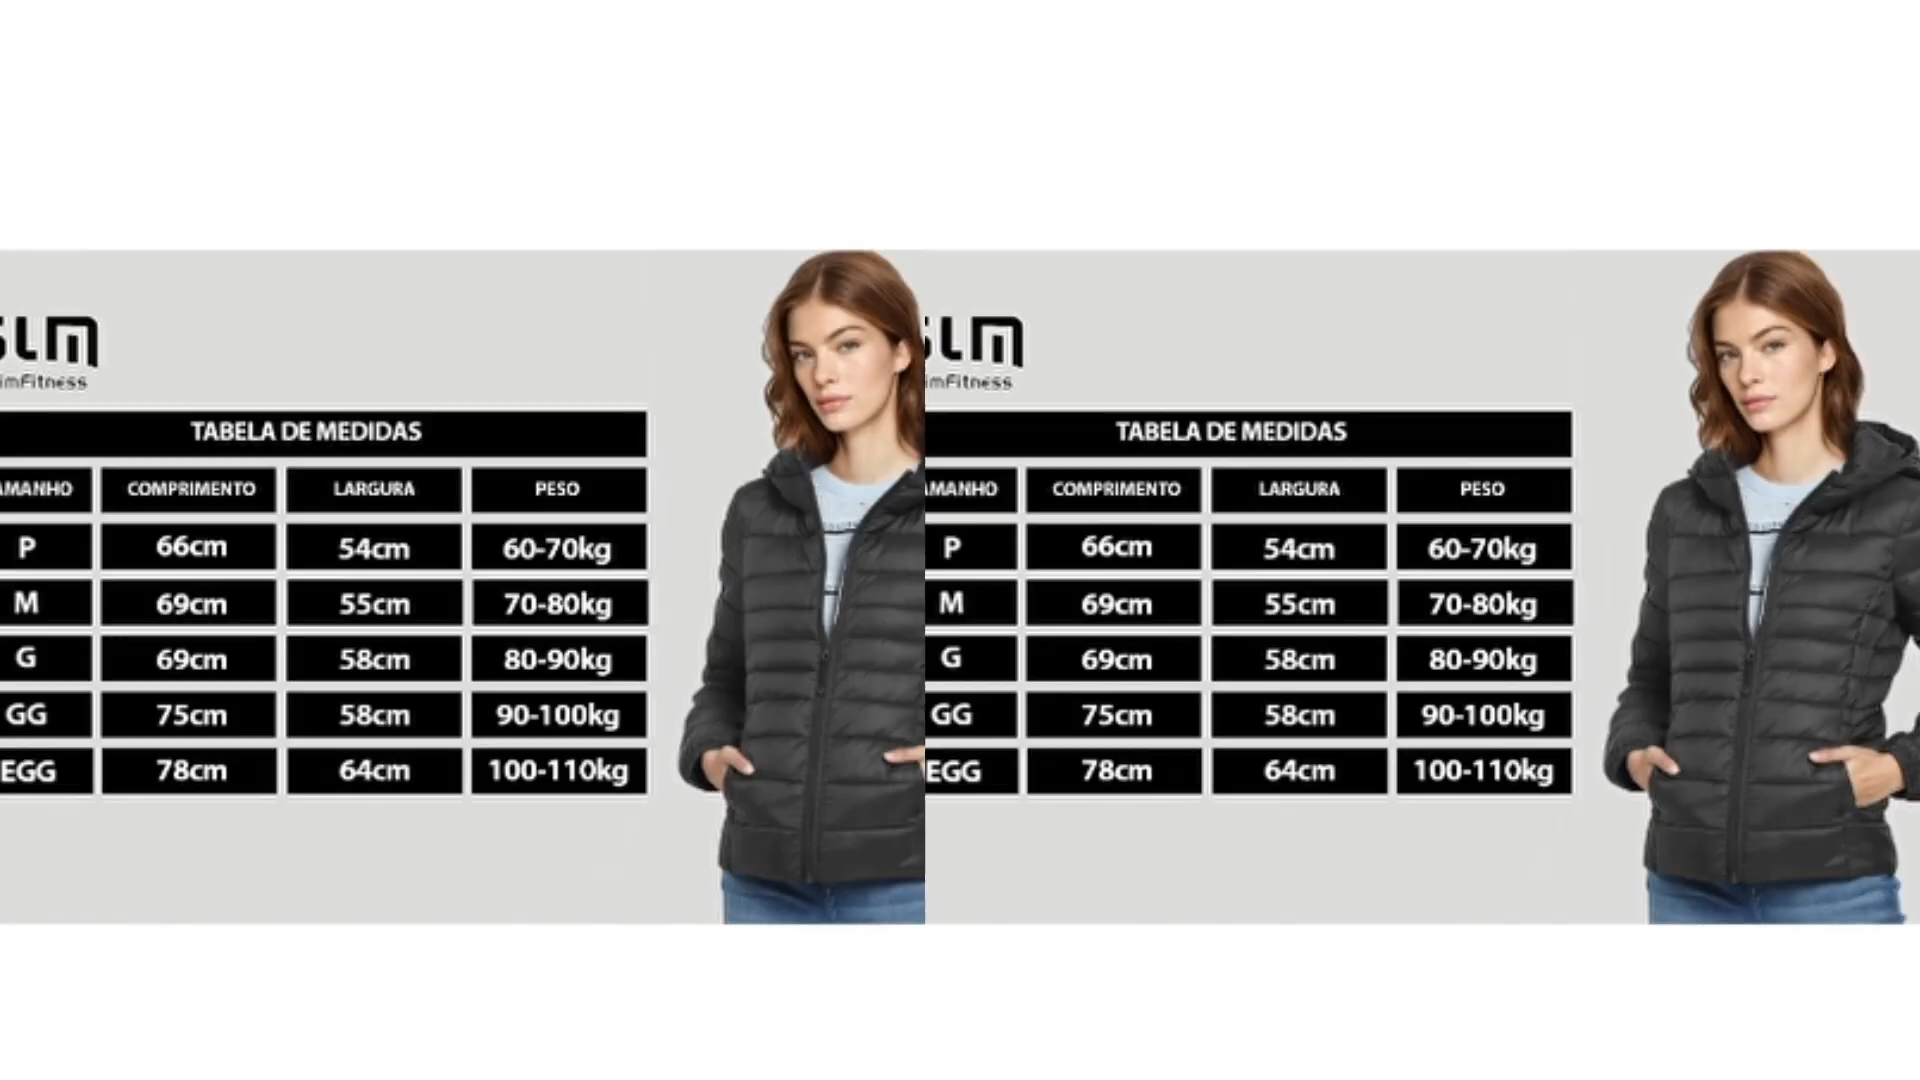 SLM
imFitness
TABELA DE MEDIDAS
AMANHO COMPRIMENTO LARGURA PESO
P 66cm 54cm 60-70kg
M 69cm 55cm 70-80kg
G 69cm 58cm 80-90kg
GG 75cm 58cm 90-100kg
EGG 78cm 64cm 100-110kg
SLM
imFitness
TABELA DE MEDIDAS
AMANHO COMPRIMENTO LARGURA PESO
P 66cm 54cm 60-70kg
M 69cm 55cm 70-80kg
G 69cm 58cm 80-90kg
GG 75cm 58cm 90-100kg
EGG 78cm 64cm 100-110kg